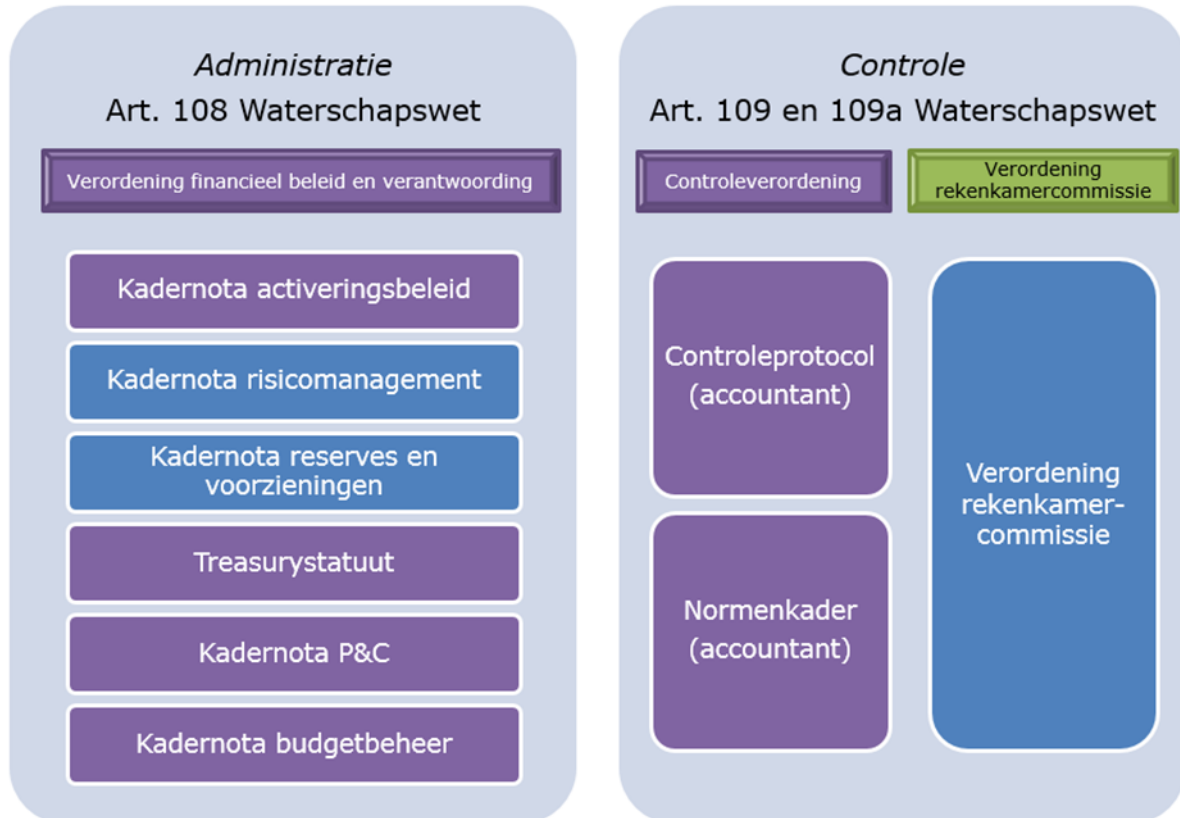 Administratie
Art. 108 Waterschapswet
Verordening financieel beleid en verantwoording
Kadernota activeringsbeleid
Kadernota risicomanagement
Kadernota reserves en
voorzieningen
Treasurystatuut
Kadernota P&C
Kadernota budgetbeheer
Controle
Art. 109 en 109a Waterschapswet
Controleverordening
Verordening
rekenkamercommissie
Controleprotocol
(accountant)
Normenkader
(accountant)
Verordening
rekenkamer-
commissie